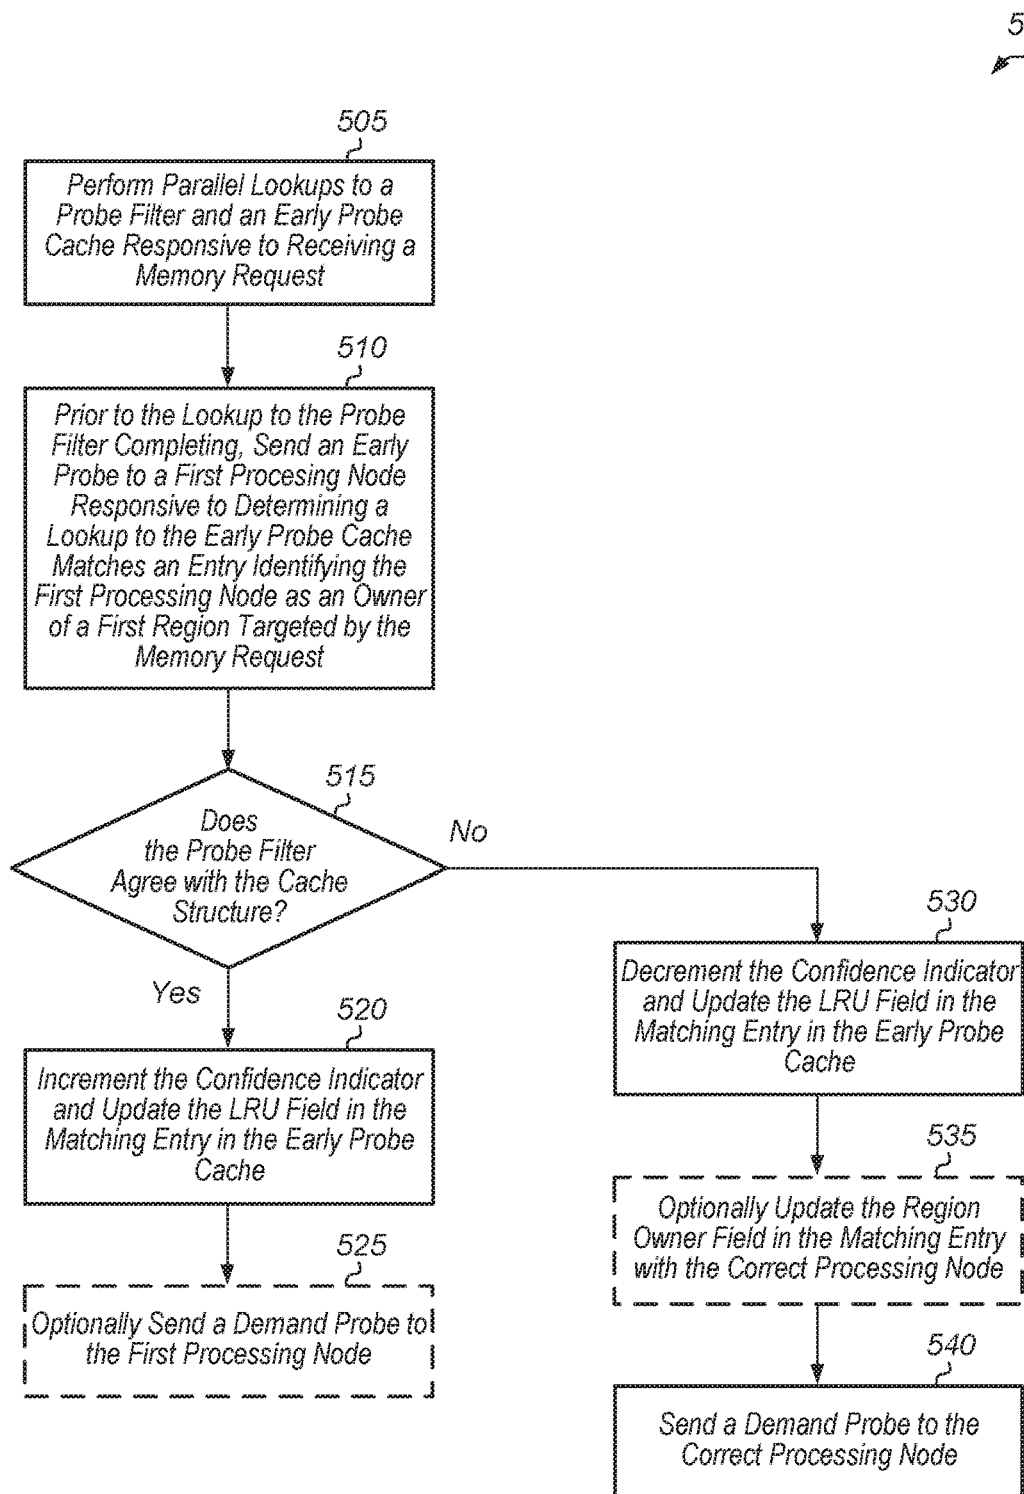 5
505
Perform Parallel Lookups to a
Probe Filter and an Early Probe
Cache Responsive to Receiving a
Memory Request
510
Prior to the Lookup to the Probe
Filter Completing, Send an Early
Probe to a First Procesing Node
Responsive to Determining a
Lookup to the Early Probe Cache
Matches an Entry Identifying the
First Processing Node as an Owner
of a First Region Targeted by the
Memory Request
515
Does
the Probe Filter
Agree with the Cache
Structure?
No
Yes
520
Increment the Confidence Indicator
and Update the LRU Field in the
Matching Entry in the Early Probe
Cache
525
Optionally Send a Demand Probe to
the First Processing Node
530
Decrement the Confidence Indicator
and Update the LRU Field in the
Matching Entry in the Early Probe
Cache
535
Optionally Update the Region
Owner Field in the Matching Entry
with the Correct Processing Node
540
Send a Demand Probe to the
Correct Processing Node